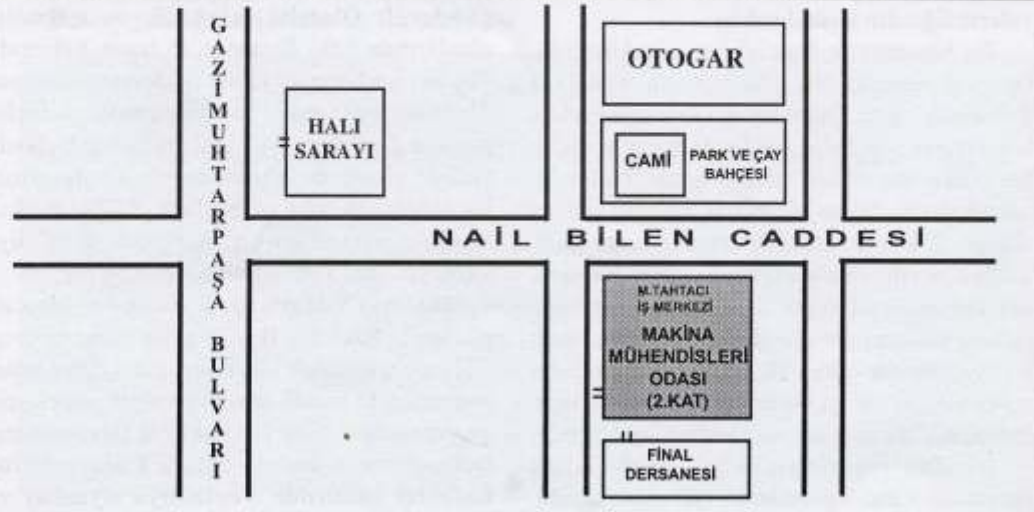 GAZİMUHTARPAŞA BULVARI
HALI
SARAYI
OTOGAR
CAMİ
PARK VE ÇAY
BAHÇESİ
NAİL BİLEN CADDESİ
M.TAHTACI
İŞ MERKEZİ
MAKİNA
MÜHENDİSLERİ
ODASI
(2.KAT)
FİNAL
DERSANESİ